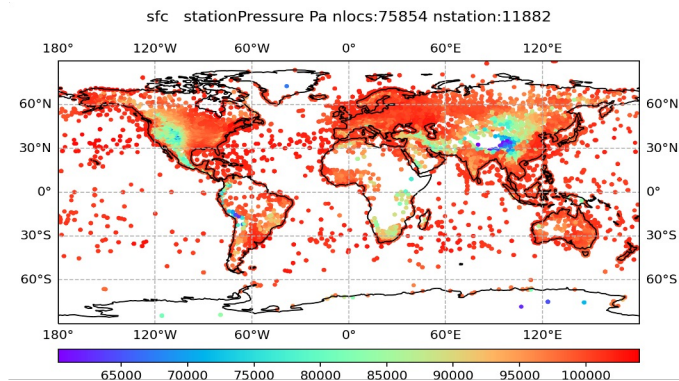 sfc stationPressure Pa nlocs:75854 nstation:11882
180° 120°W 60°W 0° 60°E 120°E
60°N 60°N
30°N 30°N
0° 0°
30°S 30°S
60°S 60°S
180° 120°W 60°W 0° 60°E 120°E
65000 70000 75000 80000 85000 90000 95000 100000